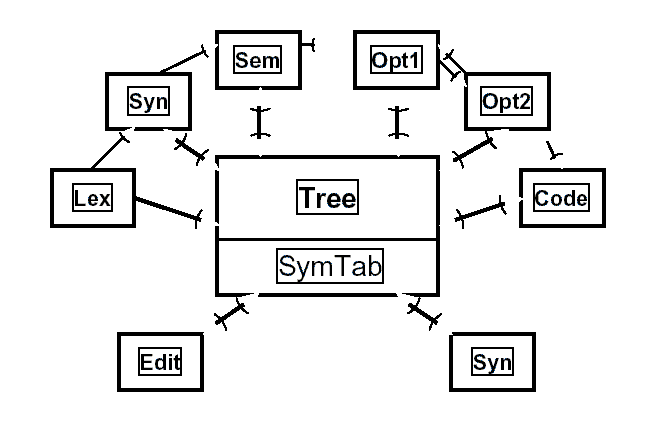 Sem
Opt1
Syn
Opt2
Lex
Tree
Code
SymTab
Edit
Syn